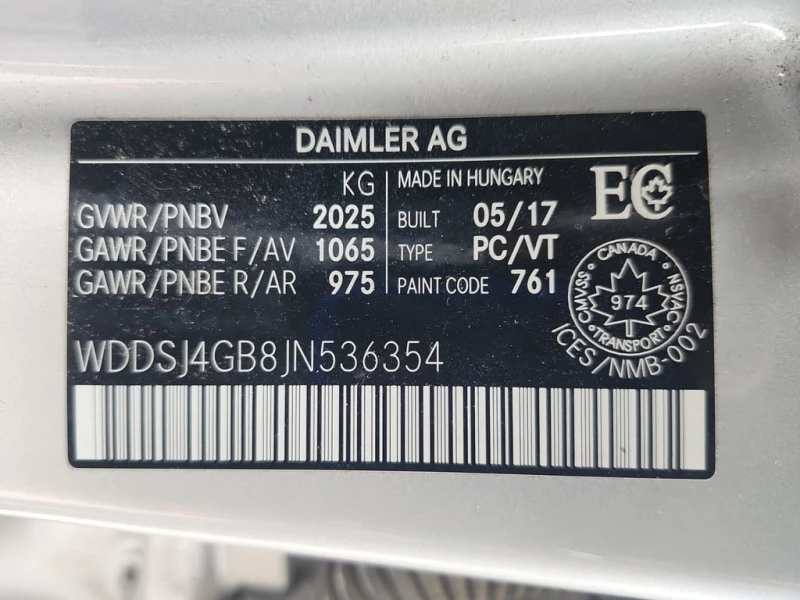 DAIMLER AG
KG MADE IN HUNGARY EC
GVWR/PNBV 2025 BUILT 05/17
GAWR/PNBE F/AV 1065 TYPE PC/VT
GAWR/PNBE R/AR 975 PAINT CODE 761
CANADA
CMVSS 974 NSVAC
TRANSPORT
ICES/NMB-002
WDDSJ4GB8JN536354